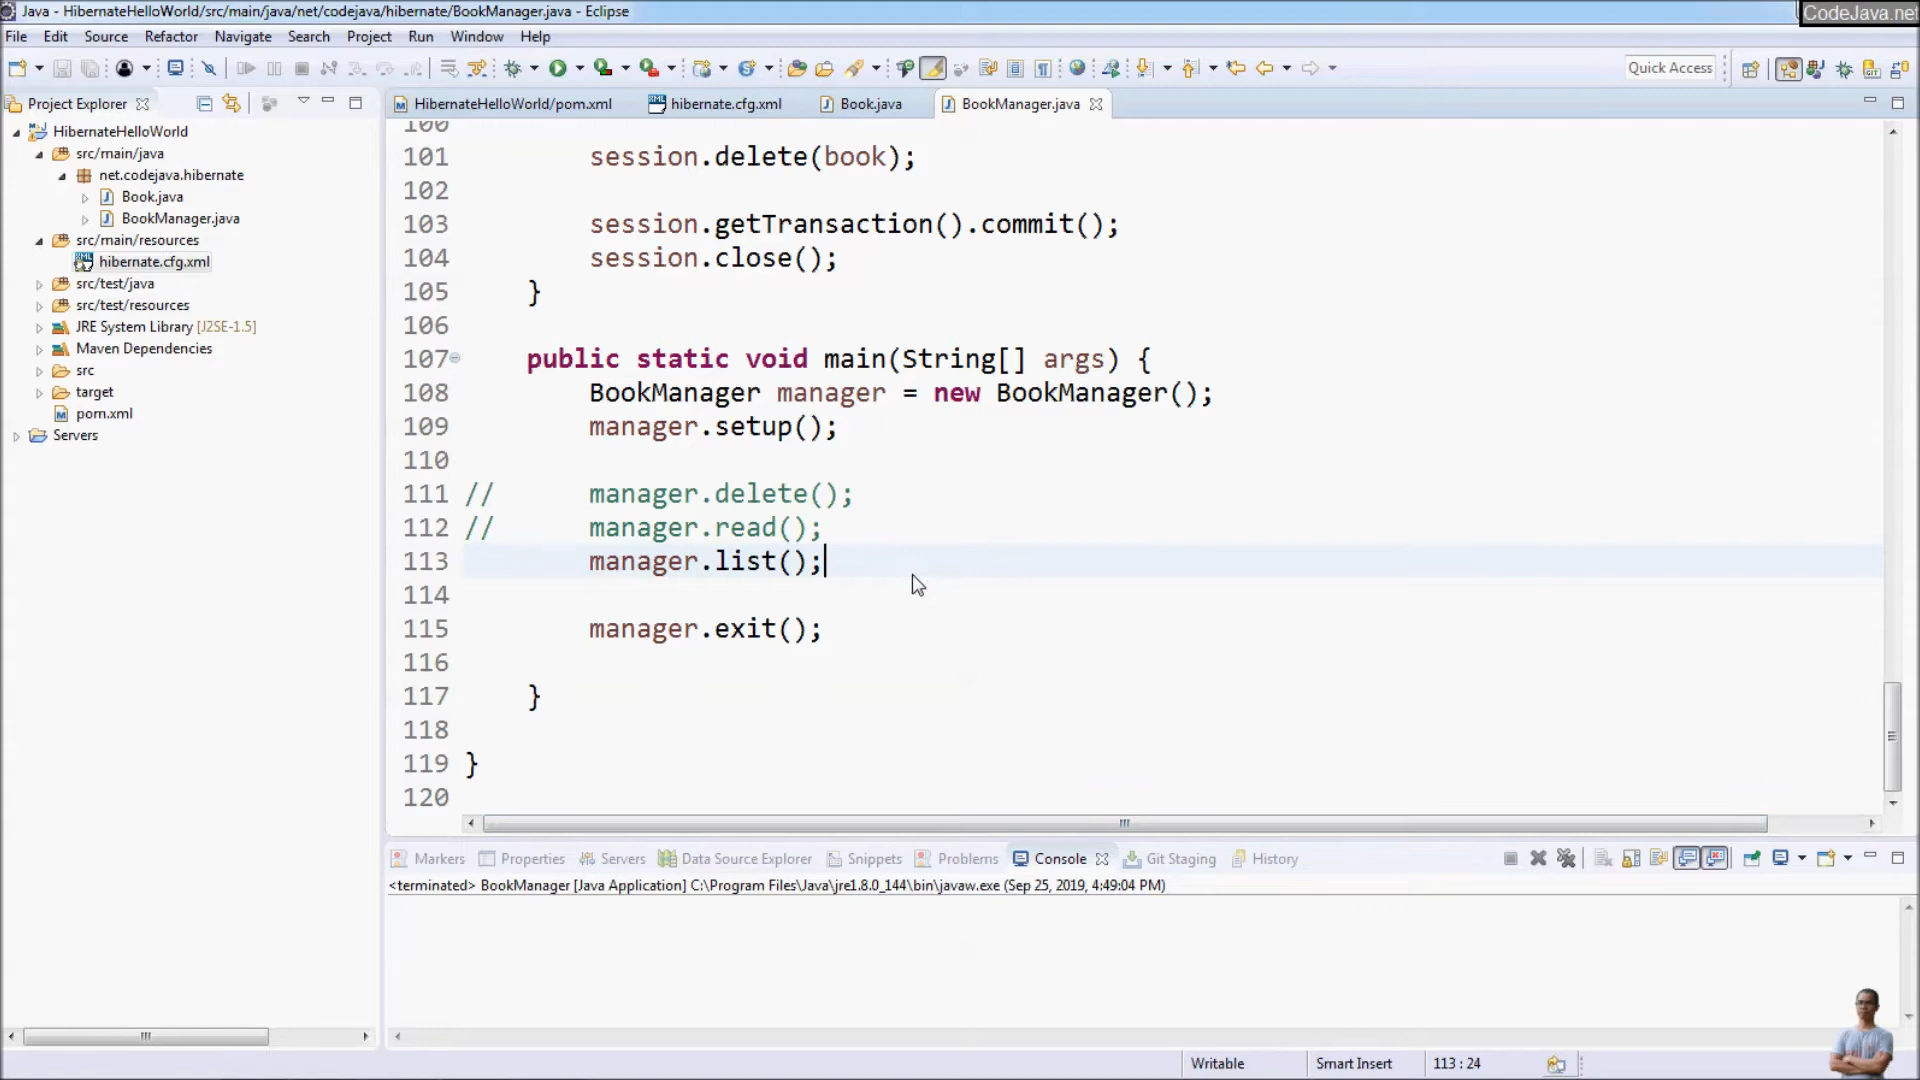 Java - HibernateHelloWorld/src/main/java/net/codejava/hibernate/BookManager.java - Eclipse
CodeJava.net
File Edit Source Refactor Navigate Search Project Run Window Help
Quick Access
Project Explorer
HibernateHelloWorld
src/main/java
net.codejava.hibernate
Book.java
BookManager.java
src/main/resources
hibernate.cfg.xml
src/test/java
src/test/resources
JRE System Library [J2SE-1.5]
Maven Dependencies
src
target
pom.xml
Servers
HibernateHelloWorld/pom.xml hibernate.cfg.xml Book.java BookManager.java
100
101 session.delete(book);
102
103 session.getTransaction().commit();
104 session.close();
105 }
106
107 public static void main(String[] args) {
108 BookManager manager = new BookManager();
109 manager.setup();
110
111 // manager.delete();
112 // manager.read();
113 manager.list();
114
115 manager.exit();
116
117 }
118
119 }
120
Markers Properties Servers Data Source Explorer Snippets Problems Console Git Staging History
<terminated> BookManager [Java Application] C:\Program Files\Java\jre1.8.0_144\bin\javaw.exe (Sep 25, 2019, 4:49:04 PM)
Writable Smart Insert 113 : 24